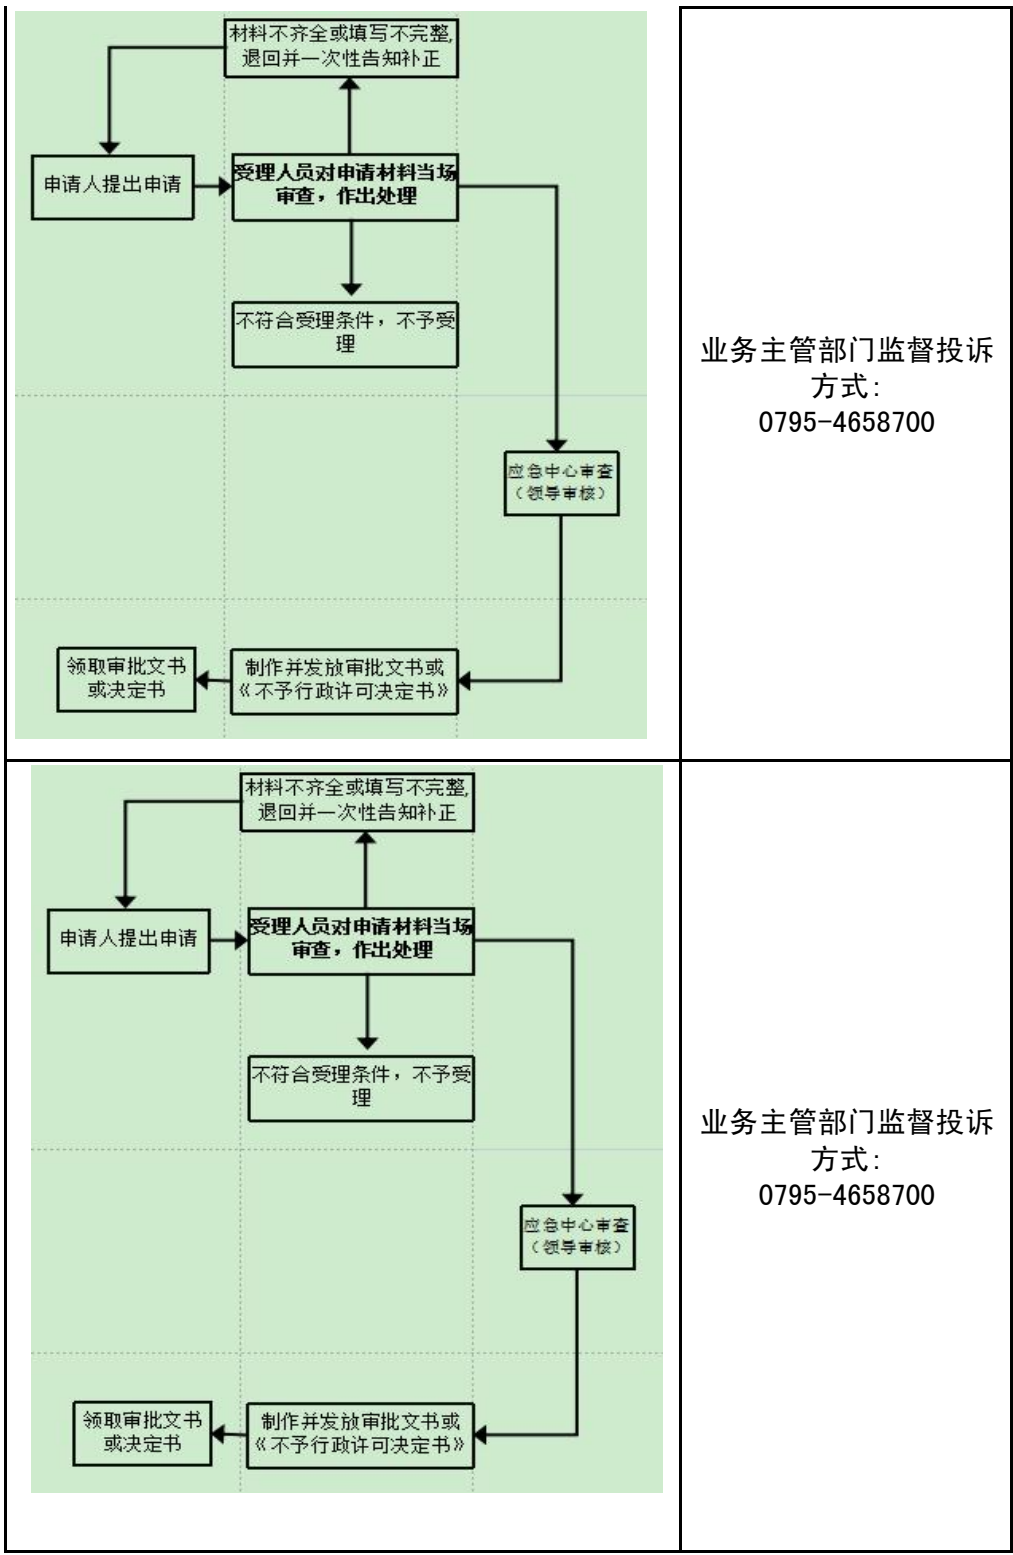 材料不齐全或填写不完整,
退回并一次性告知补正
申请人提出申请
受理人员对申请材料当场
审查，作出处理
不符合受理条件，不予受
理
应急中心审查
（领导审核）
领取审批文书
或决定书
制作并发放审批文书或
《不予行政许可决定书》
业务主管部门监督投诉
方式:
0795-4658700
材料不齐全或填写不完整,
退回并一次性告知补正
申请人提出申请
受理人员对申请材料当场
审查，作出处理
不符合受理条件，不予受
理
应急中心审查
（领导审核）
领取审批文书
或决定书
制作并发放审批文书或
《不予行政许可决定书》
业务主管部门监督投诉
方式:
0795-4658700